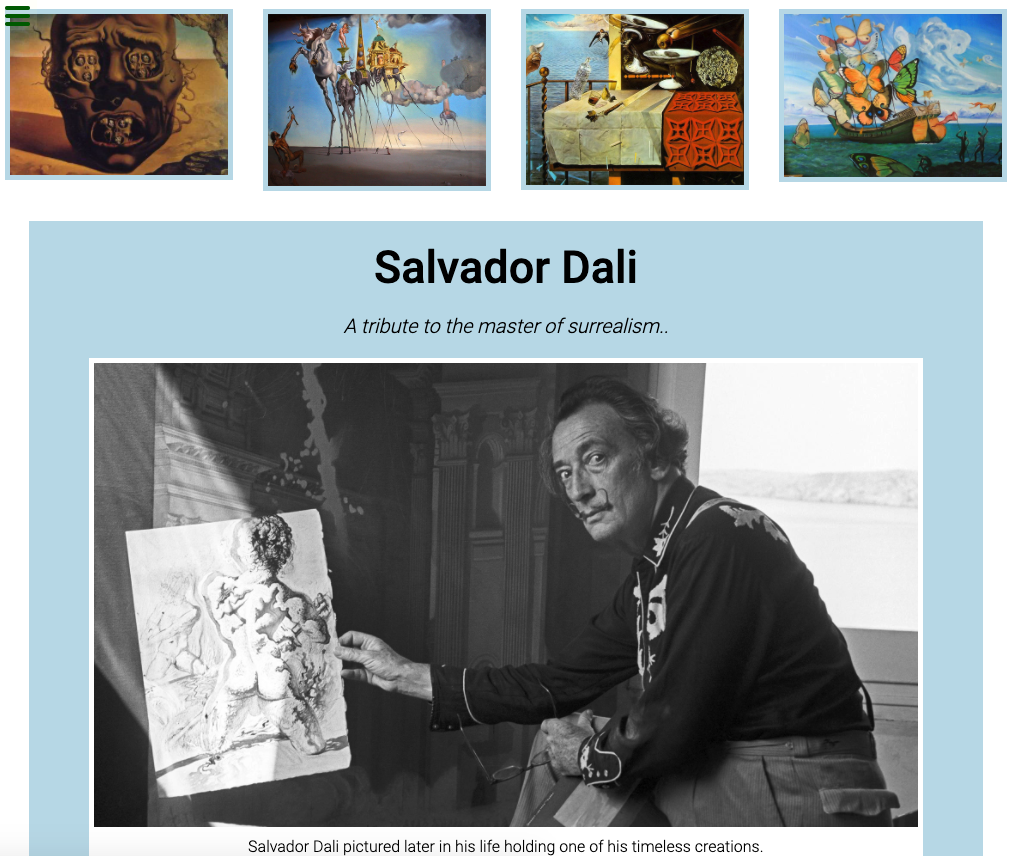 Salvador Dali
A tribute to the master of surrealism..
Salvador Dali pictured later in his life holding one of his timeless creations.